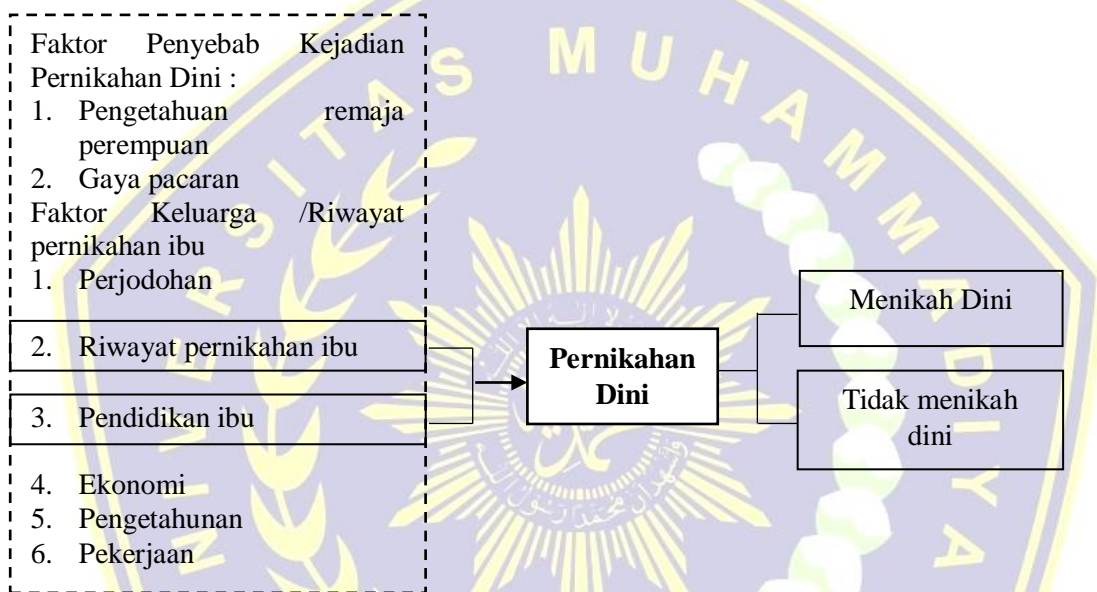 Faktor Penyebab Kejadian
Pernikahan Dini :
1. Pengetahuan remaja
perempuan
2. Gaya pacaran
Faktor Keluarga /Riwayat
pernikahan ibu
1. Perjodohan
2. Riwayat pernikahan ibu
3. Pendidikan ibu
4. Ekonomi
5. Pengetahunan
6. Pekerjaan
Pernikahan
Dini
Menikah Dini
Tidak menikah
dini
ERSITAS MUHAMMADIYA